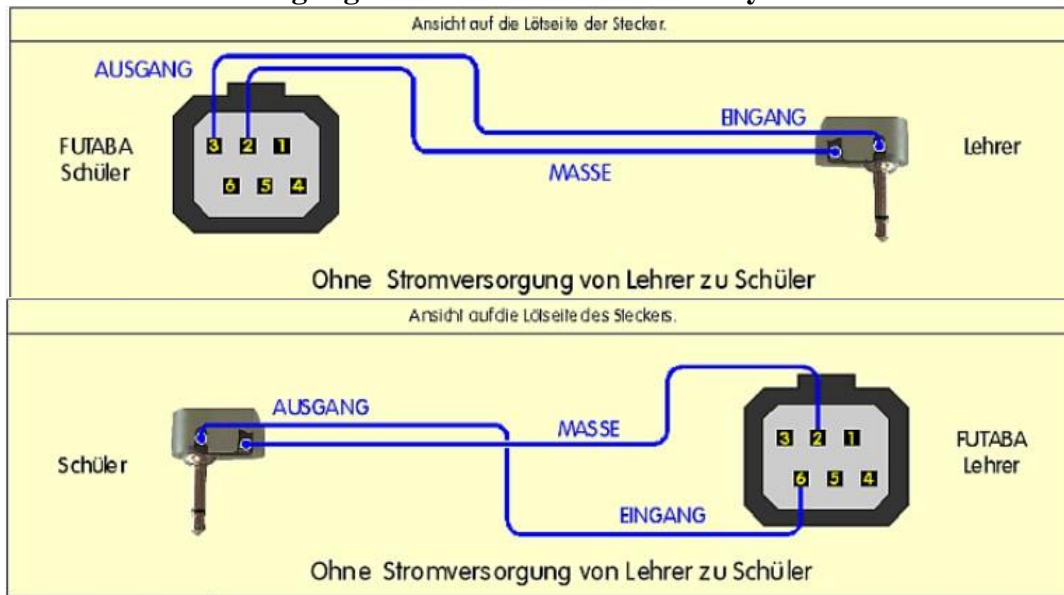 Ansicht auf die Lötseite der Stecker.
AUSGANG
EINGANG
FUTABA
Schüler
3 2 1
6 5 4
MASSE
Lehrer
Ohne Stromversorgung von Lehrer zu Schüler
Ansicht auf die Lötseite des Steckers.
AUSGANG
MASSE
Schüler
3 2 1
6 5 4
FUTABA
Lehrer
EINGANG
Ohne Stromversorgung von Lehrer zu Schüler